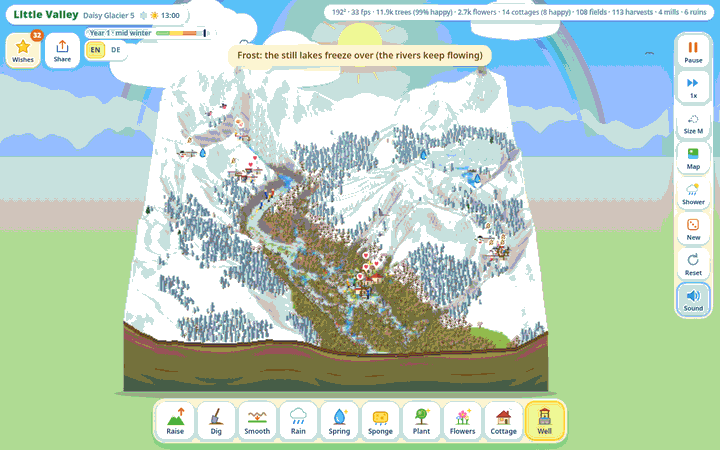 Little Valley Daisy Glacier 5 13:00
192² · 33 fps · 11.9k trees (99% happy) · 2.7k flowers · 14 cottages (8 happy) · 108 fields · 113 harvests · 4 mills · 6 ruins
Year 1 · mid winter
32
Wishes
Share
EN DE
Frost: the still lakes freeze over (the rivers keep flowing)
Pause
1x
Size M
Map
Shower
New
Reset
Sound
Raise Dig Smooth Rain Spring Sponge Plant Flowers Cottage Well